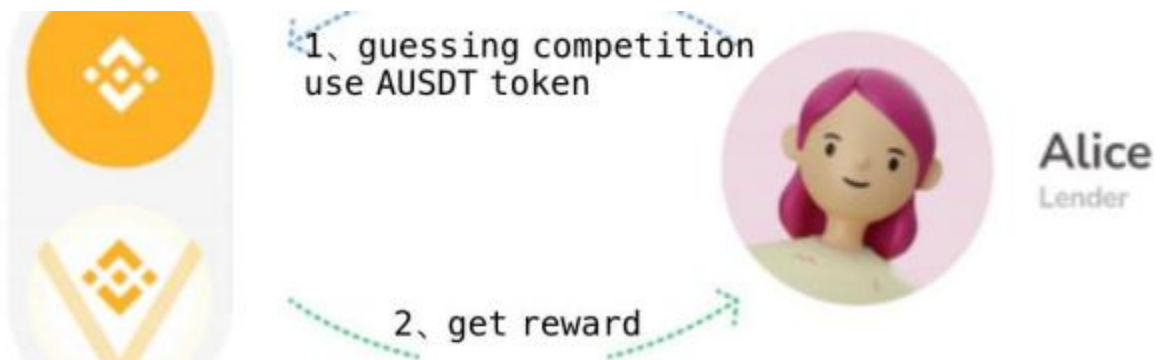 1、guessing competition
use AUSDT token
Alice
Lender
2、get reward